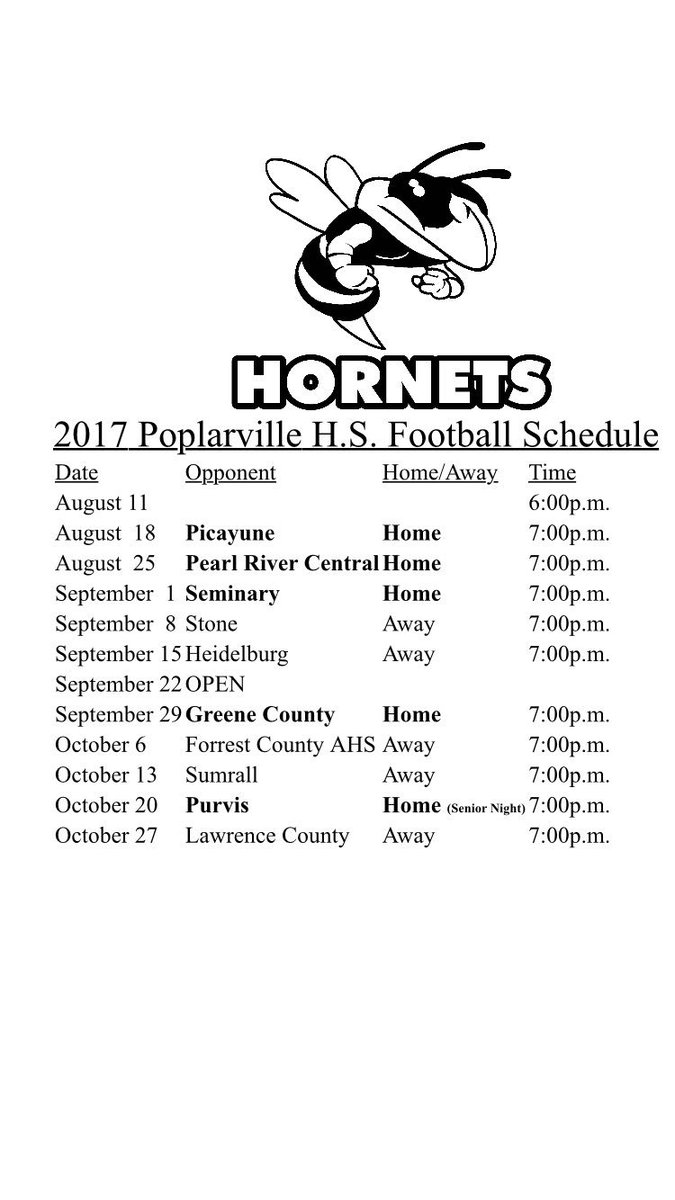 HORNETS
2017 Poplarville H.S. Football Schedule
Date Opponent Home/Away Time
August 11 6:00p.m.
August 18 Picayune Home 7:00p.m.
August 25 Pearl River Central Home 7:00p.m.
September 1 Seminary Home 7:00p.m.
September 8 Stone Away 7:00p.m.
September 15 Heidelburg Away 7:00p.m.
September 22 OPEN
September 29 Greene County Home 7:00p.m.
October 6 Forrest County AHS Away 7:00p.m.
October 13 Sumrall Away 7:00p.m.
October 20 Purvis Home (Senior Night) 7:00p.m.
October 27 Lawrence County Away 7:00p.m.